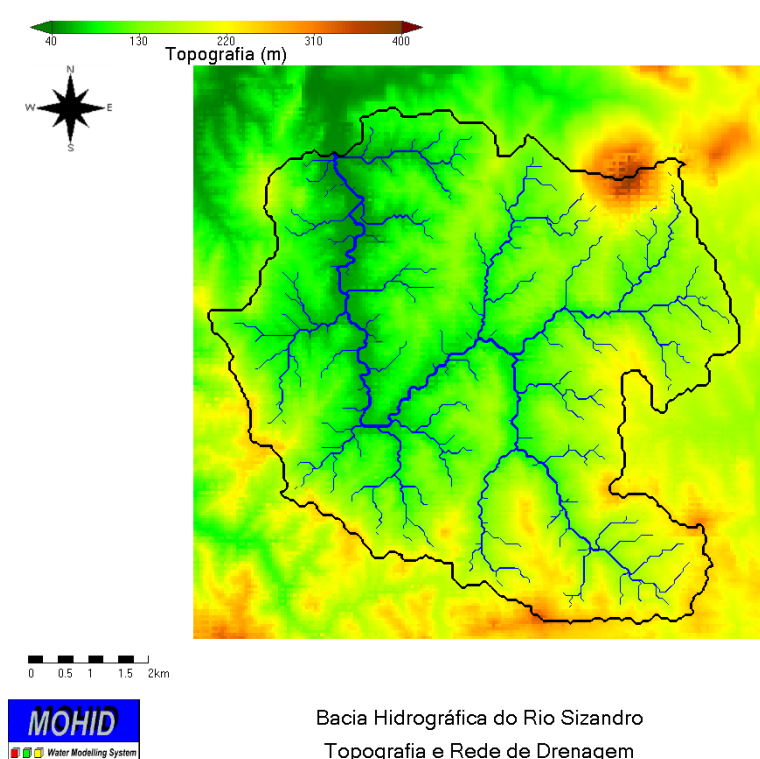 40 130 220 310 400
Topografia (m)
N
W E
S
0 0.5 1 1.5 2km
MOHID
Water Modelling System
Bacia Hidrográfica do Rio Sizandro
Topografia e Rede de Drenagem